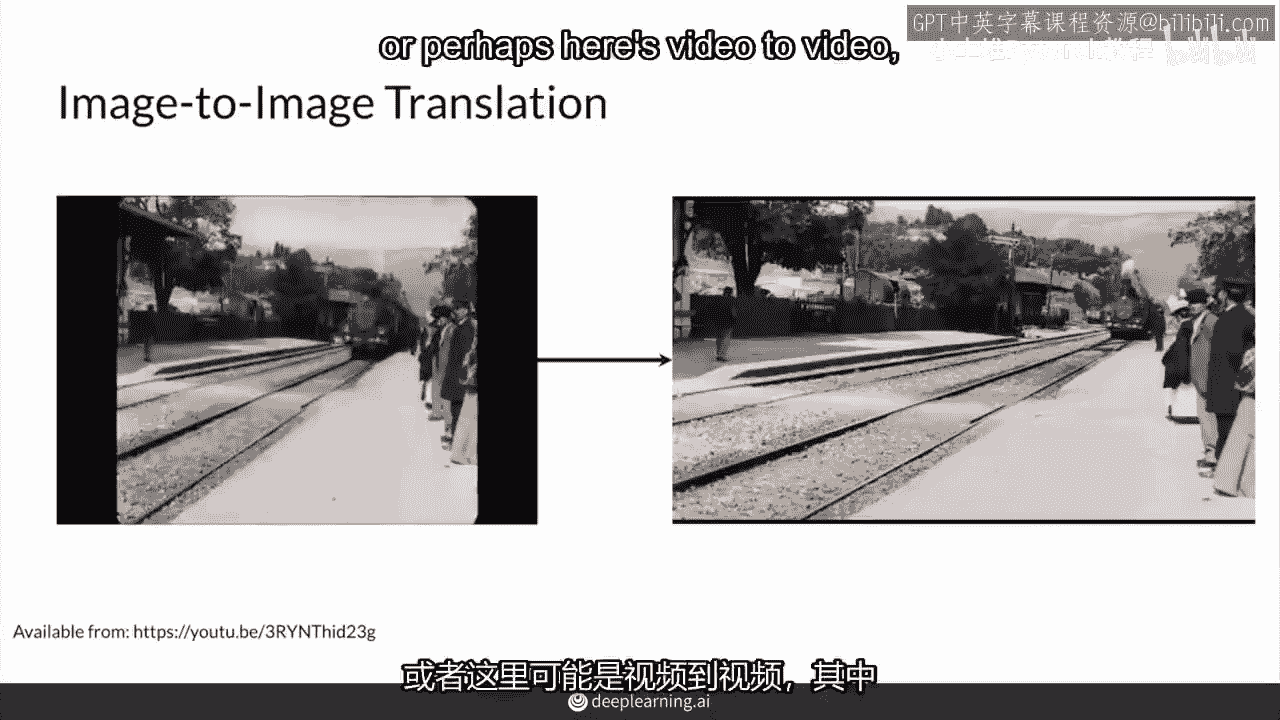 GPT中英字幕课程资源@bilibili.com
or perhaps here's video to video,
Image-to-Image Translation
Available from: https://youtu.be/3RYNThid23g
或者这里可能是视频到视频，其中
deeplearning.ai